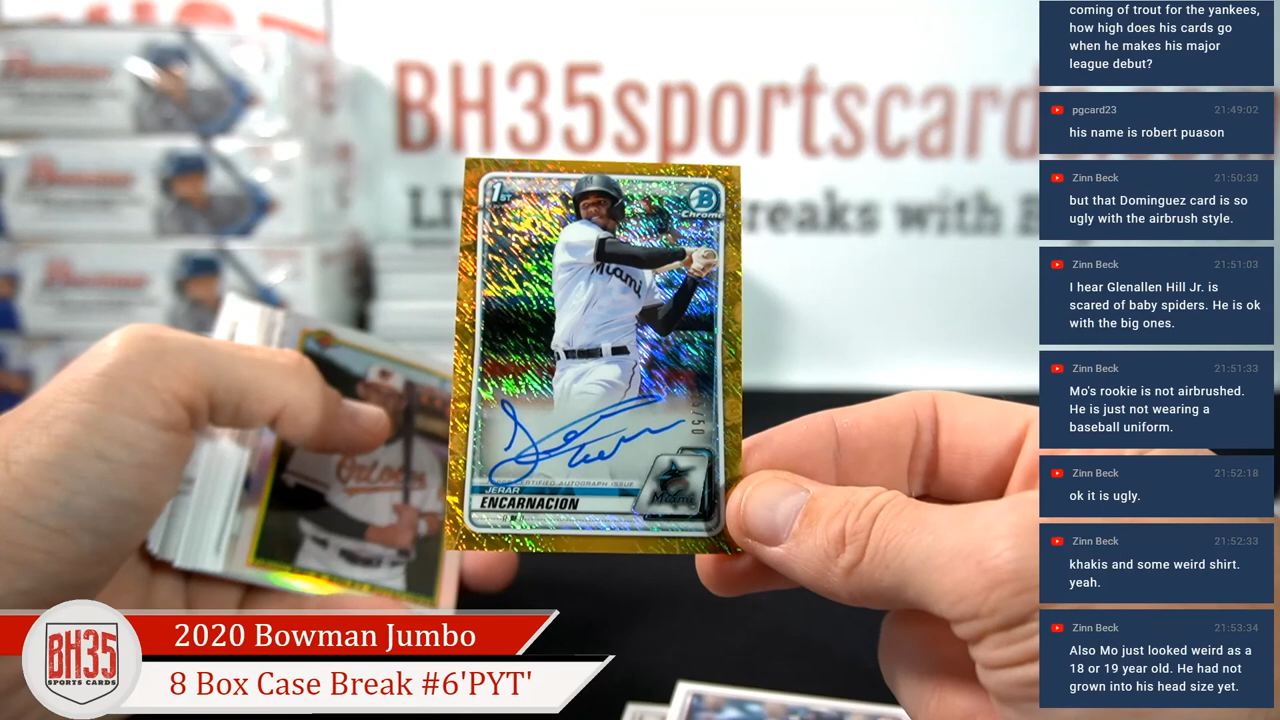 BH35sportscard
LI
reaks with
1ST
B
Chrome
Miami
CERTIFIED AUTOGRAPH ISSUE
JERAR
ENCARNACION
Miami
/50
Orioles
BH35
SPORTS CARDS
2020 Bowman Jumbo
8 Box Case Break #6'PYT'
coming of trout for the yankees,
how high does his cards go
when he makes his major
league debut?
pgcard23 21:49:02
his name is robert puason
Zinn Beck 21:50:33
but that Dominguez card is so
ugly with the airbrush style.
Zinn Beck 21:51:03
I hear Glenallen Hill Jr. is
scared of baby spiders. He is ok
with the big ones.
Zinn Beck 21:51:33
Mo's rookie is not airbrushed.
He is just not wearing a
baseball uniform.
Zinn Beck 21:52:18
ok it is ugly.
Zinn Beck 21:52:33
khakis and some weird shirt.
yeah.
Zinn Beck 21:53:34
Also Mo just looked weird as a
18 or 19 year old. He had not
grown into his head size yet.